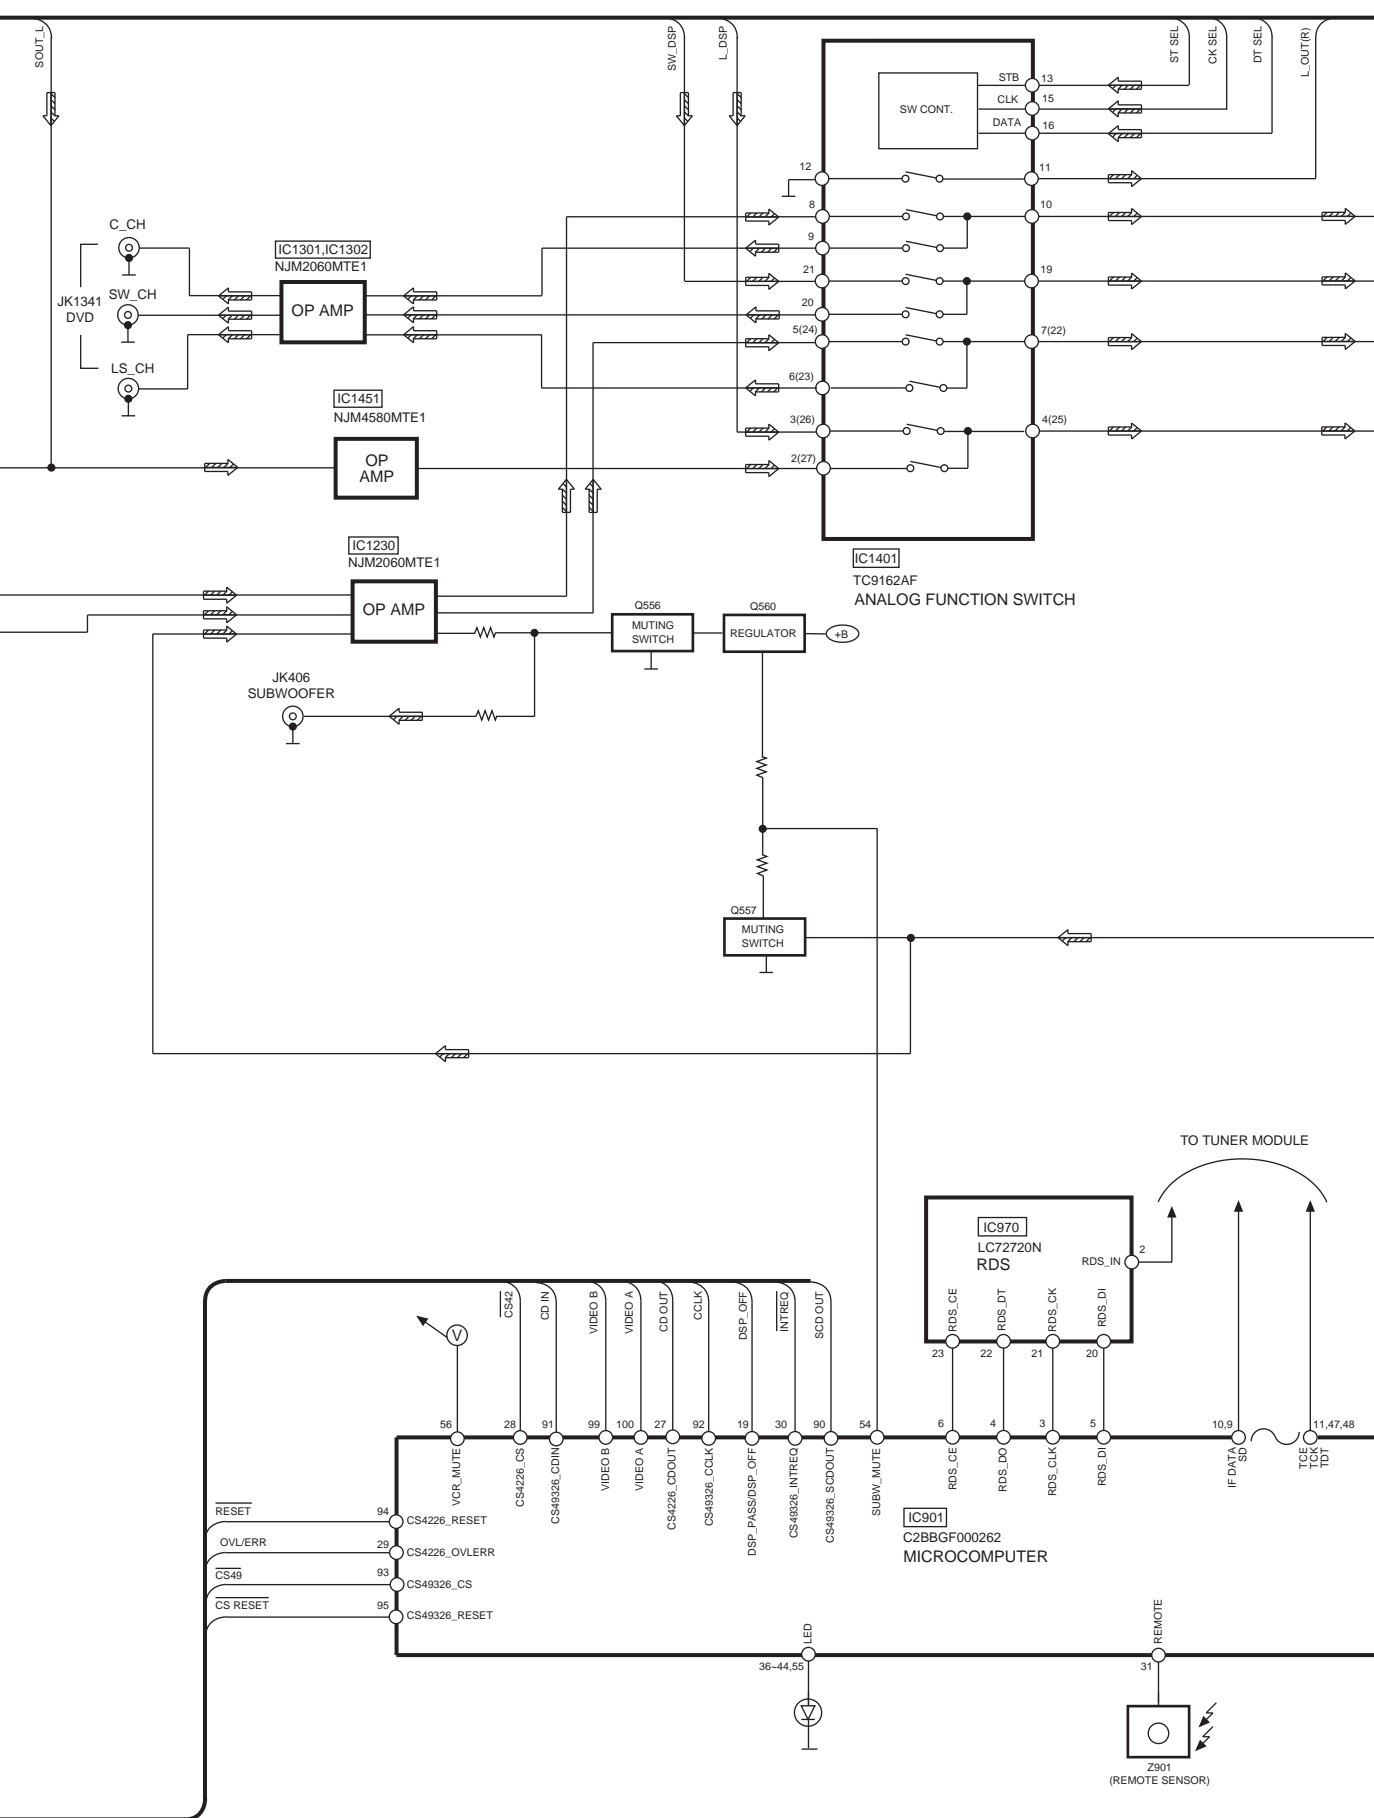 SOUT_L
SW_DSP
L_DSP
ST SEL
CK SEL
DT SEL
L_OUT(R)
SW CONT.
STB
13
CLK
15
DATA
16
12
11
8
10
9
21
19
20
5(24)
7(22)
6(23)
3(26)
4(25)
2(27)
C_CH
JK1341
DVD
SW_CH
LS_CH
IC1301,IC1302
NJM2060MTE1
OP AMP
IC1451
NJM4580MTE1
OP
AMP
IC1401
TC9162AF
ANALOG FUNCTION SWITCH
IC1230
NJM2060MTE1
OP AMP
Q556
MUTING
SWITCH
Q560
REGULATOR
+B
JK406
SUBWOOFER
Q557
MUTING
SWITCH
TO TUNER MODULE
IC970
LC72720N
RDS
RDS_IN
2
RDS_CE
RDS_DT
RDS_CK
RDS_DI
23
22
21
20
CS42
CD IN
VIDEO B
VIDEO A
CD OUT
CCLK
DSP_OFF
INTREQ
SCD OUT
V
56
28
91
99
100
27
92
19
30
90
54
6
4
3
5
10,9
11,47,48
VCR_MUTE
CS4226_CS
CS49326_CDIN
VIDEO B
VIDEO A
CS4226_CDOUT
CS49326_CCLK
DSP_PASS/DSP_OFF
CS49326_INTREQ
CS49326_SCDOUT
SUBW_MUTE
RDS_CE
RDS_DO
RDS_CLK
RDS_DI
IF DATA
SD
TCE
TCK
TDT
IC901
C2BBGF000262
MICROCOMPUTER
RESET
94
CS4226_RESET
OVL/ERR
29
CS4226_OVLERR
CS49
93
CS49326_CS
CS RESET
95
CS49326_RESET
LED
36~44,55
REMOTE
31
Z901
(REMOTE SENSOR)